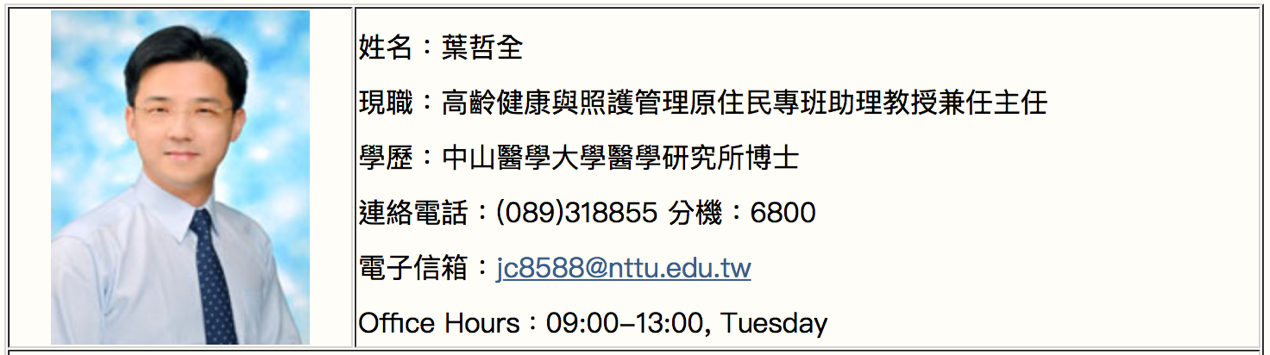 姓名：葉哲全
現職：高齡健康與照護管理原住民專班助理教授兼任主任
學歷：中山醫學大學醫學研究所博士
連絡電話：(089)318855 分機：6800
電子信箱：jc8588@nttu.edu.tw
Office Hours：09:00–13:00, Tuesday